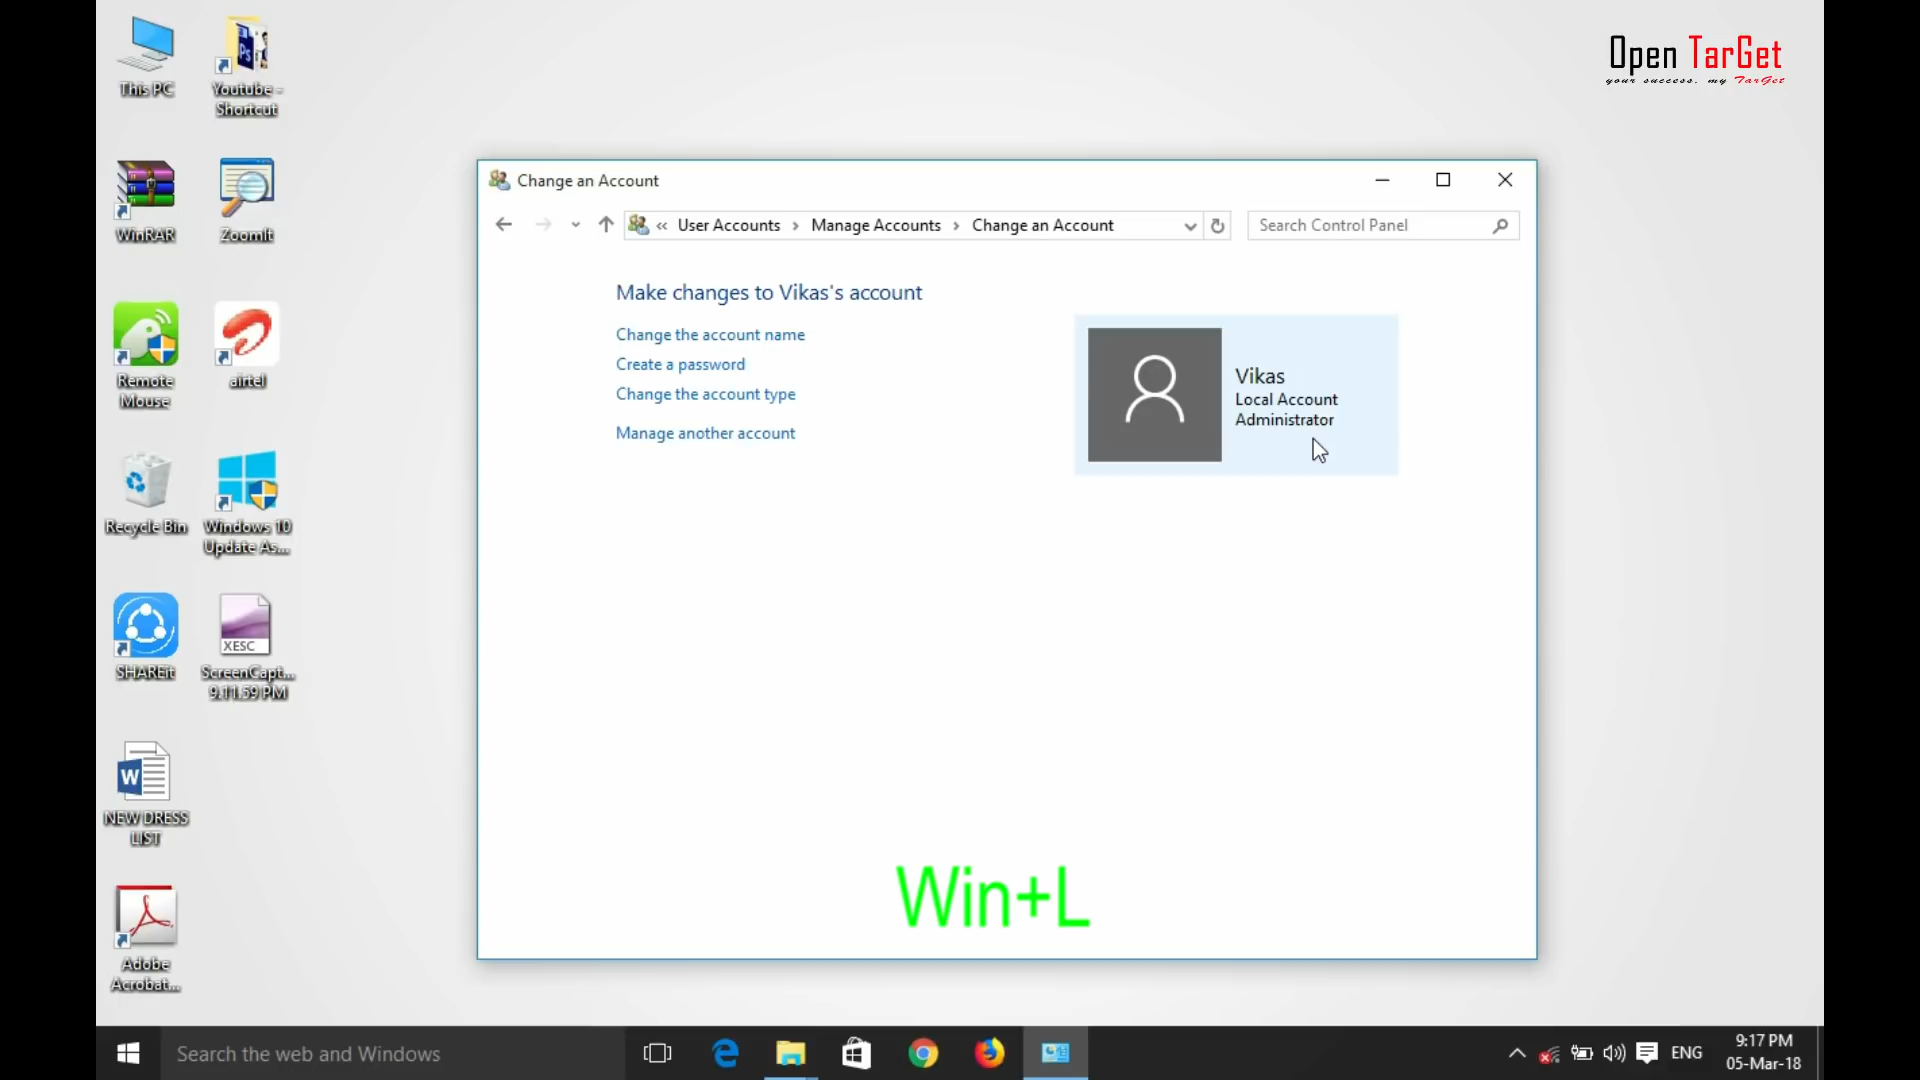 This PC
Youtube -
Shortcut
Open TarGet
your success. my TarGet
WinRAR
ZoomIt
Remote
Mouse
airtel
Recycle Bin
Windows 10
Update As...
SHAREit
XESC
ScreenCapt...
9.11.59 PM
NEW DRESS
LIST
Adobe
Acrobat...
Change an Account
« User Accounts > Manage Accounts > Change an Account
Search Control Panel
Make changes to Vikas's account
Change the account name
Create a password
Change the account type
Manage another account
Vikas
Local Account
Administrator
Win+L
Search the web and Windows
ENG
9:17 PM
05-Mar-18